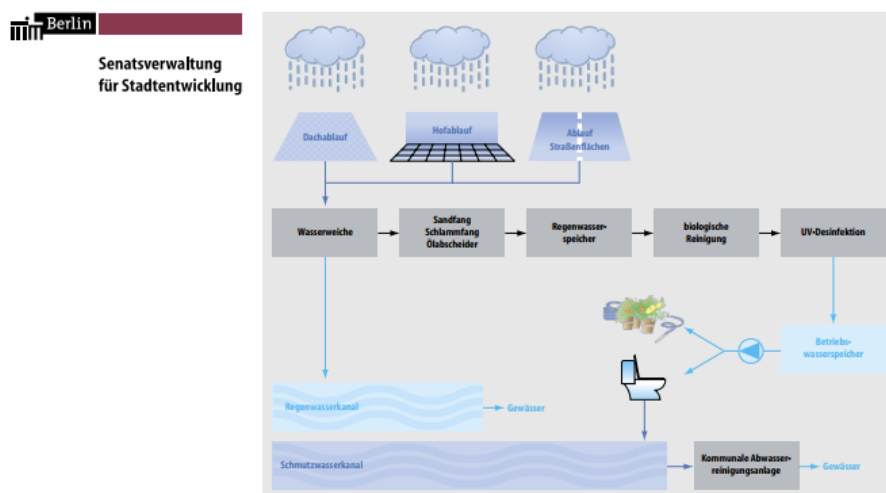 Berlin
Senatsverwaltung
für Stadtentwicklung
Dachablauf
Hofablauf
Ablauf
Straßenflächen
Wasserweiche
Sandfang
Schlammfang
Ölabscheider
Regenwasser-
speicher
biologische
Reinigung
UV-Desinfektion
Betriebs-
wasserspeicher
Regenwasserkanal
Gewässer
Schmutzwasserkanal
Kommunale Abwasser-
reinigungsanlage
Gewässer